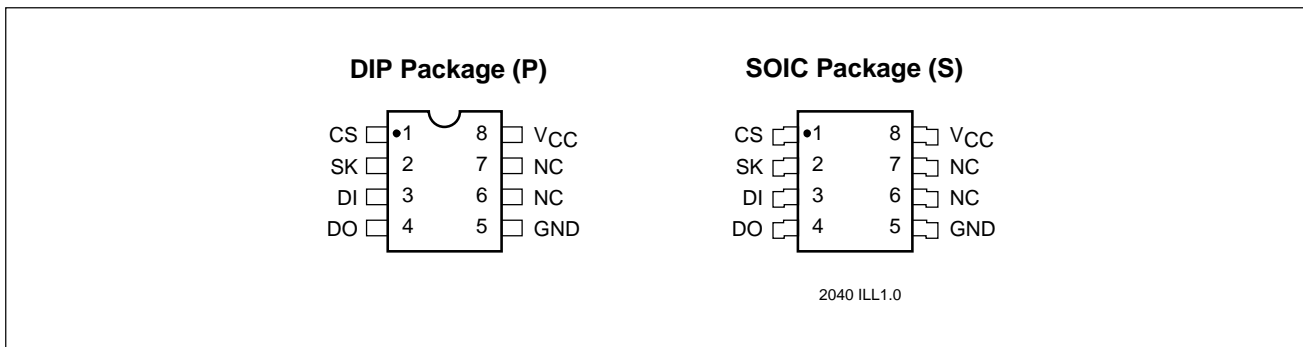 DIP Package (P)
CS 1 8 VCC
SK 2 7 NC
DI 3 6 NC
DO 4 5 GND
SOIC Package (S)
CS 1 8 VCC
SK 2 7 NC
DI 3 6 NC
DO 4 5 GND
2040 ILL1.0